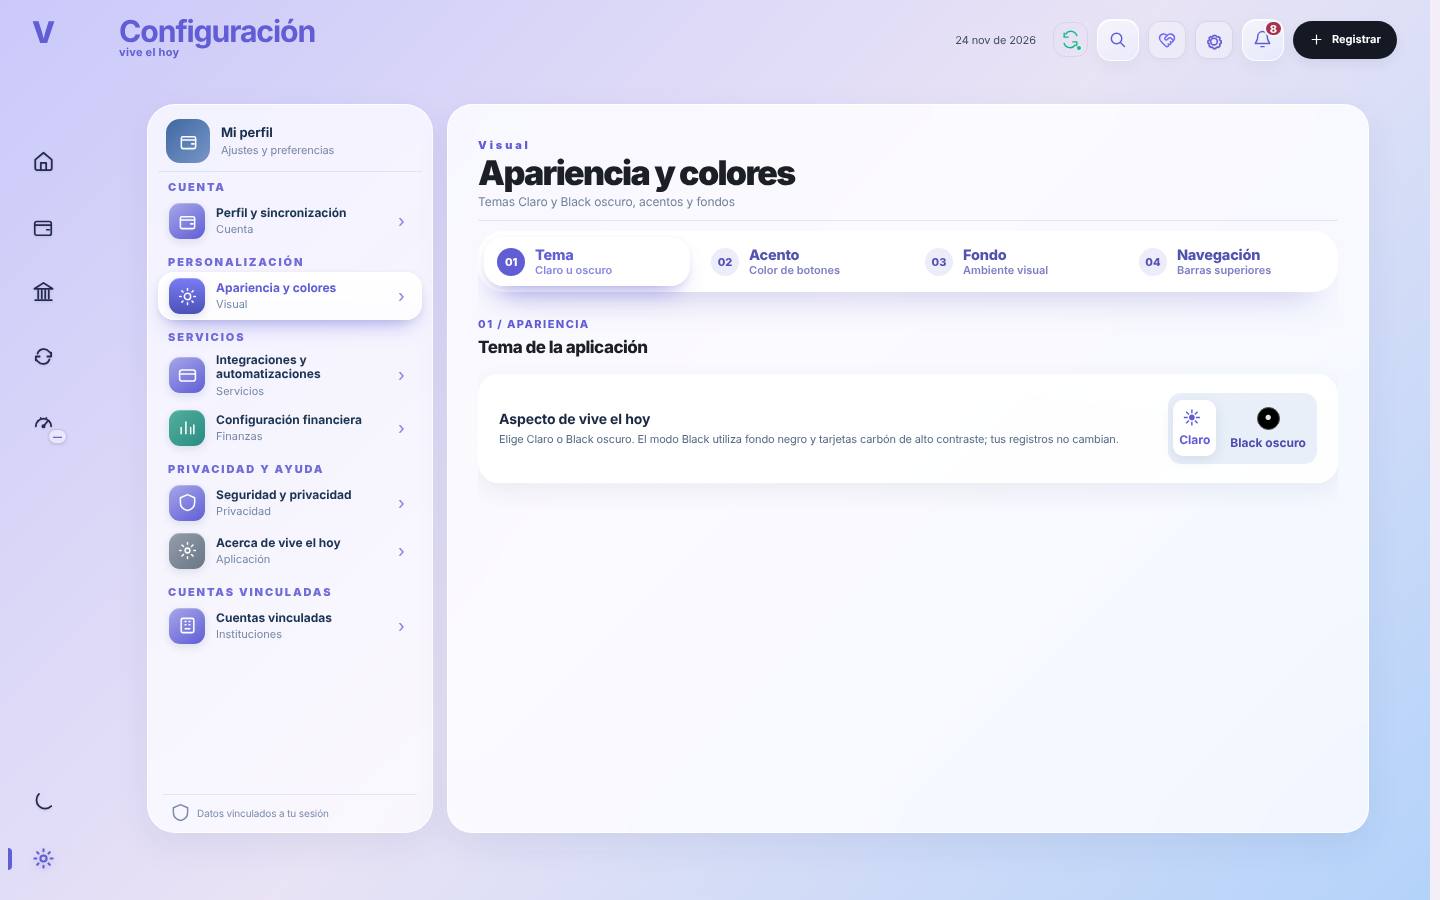 V
Configuración
vive el hoy
24 nov de 2026
8
Registrar
Mi perfil
Ajustes y preferencias
CUENTA
Perfil y sincronización
Cuenta
PERSONALIZACIÓN
Apariencia y colores
Visual
SERVICIOS
Integraciones y
automatizaciones
Servicios
Configuración financiera
Finanzas
PRIVACIDAD Y AYUDA
Seguridad y privacidad
Privacidad
Acerca de vive el hoy
Aplicación
CUENTAS VINCULADAS
Cuentas vinculadas
Instituciones
Datos vinculados a tu sesión
Visual
Apariencia y colores
Temas Claro y Black oscuro, acentos y fondos
01
Tema
Claro u oscuro
02
Acento
Color de botones
03
Fondo
Ambiente visual
04
Navegación
Barras superiores
01 / APARIENCIA
Tema de la aplicación
Aspecto de vive el hoy
Elige Claro o Black oscuro. El modo Black utiliza fondo negro y tarjetas carbón de alto contraste; tus registros no cambian.
Claro
Black oscuro